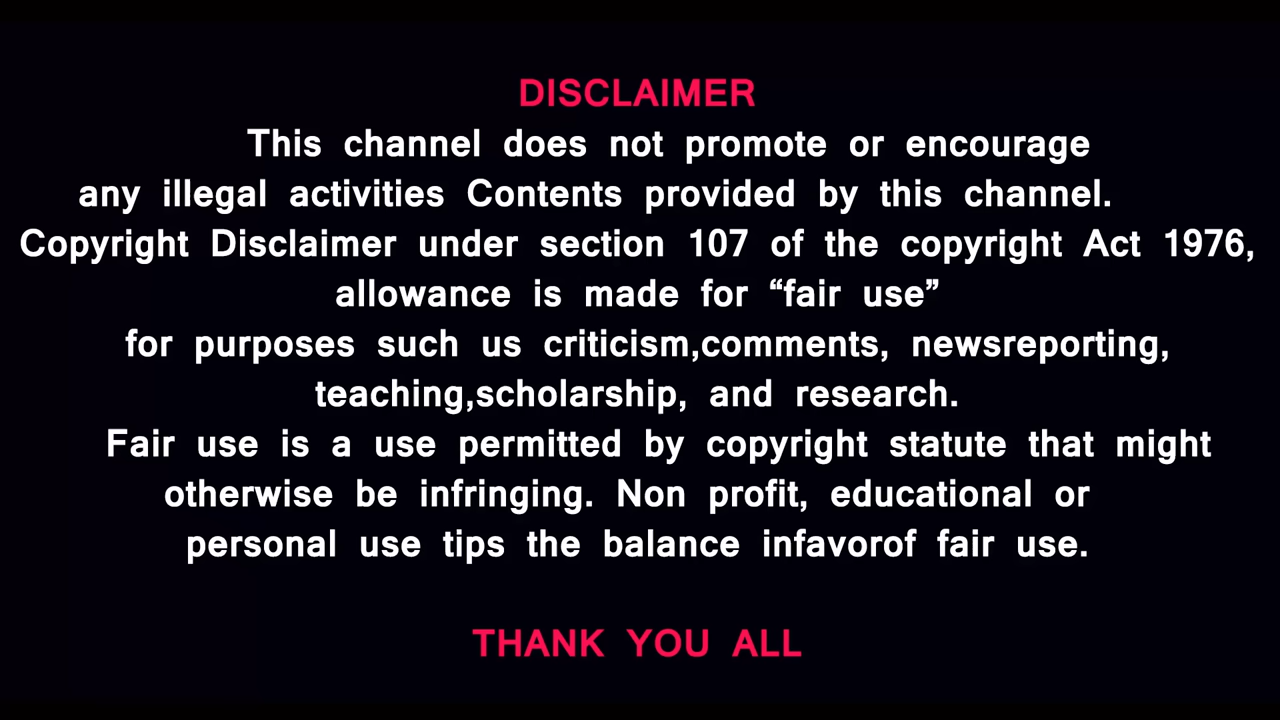 DISCLAIMER
This channel does not promote or encourage
any illegal activities Contents provided by this channel.
Copyright Disclaimer under section 107 of the copyright Act 1976,
allowance is made for “fair use”
for purposes such us criticism,comments, newsreporting,
teaching,scholarship, and research.
Fair use is a use permitted by copyright statute that might
otherwise be infringing. Non profit, educational or
personal use tips the balance infavorof fair use.
THANK YOU ALL